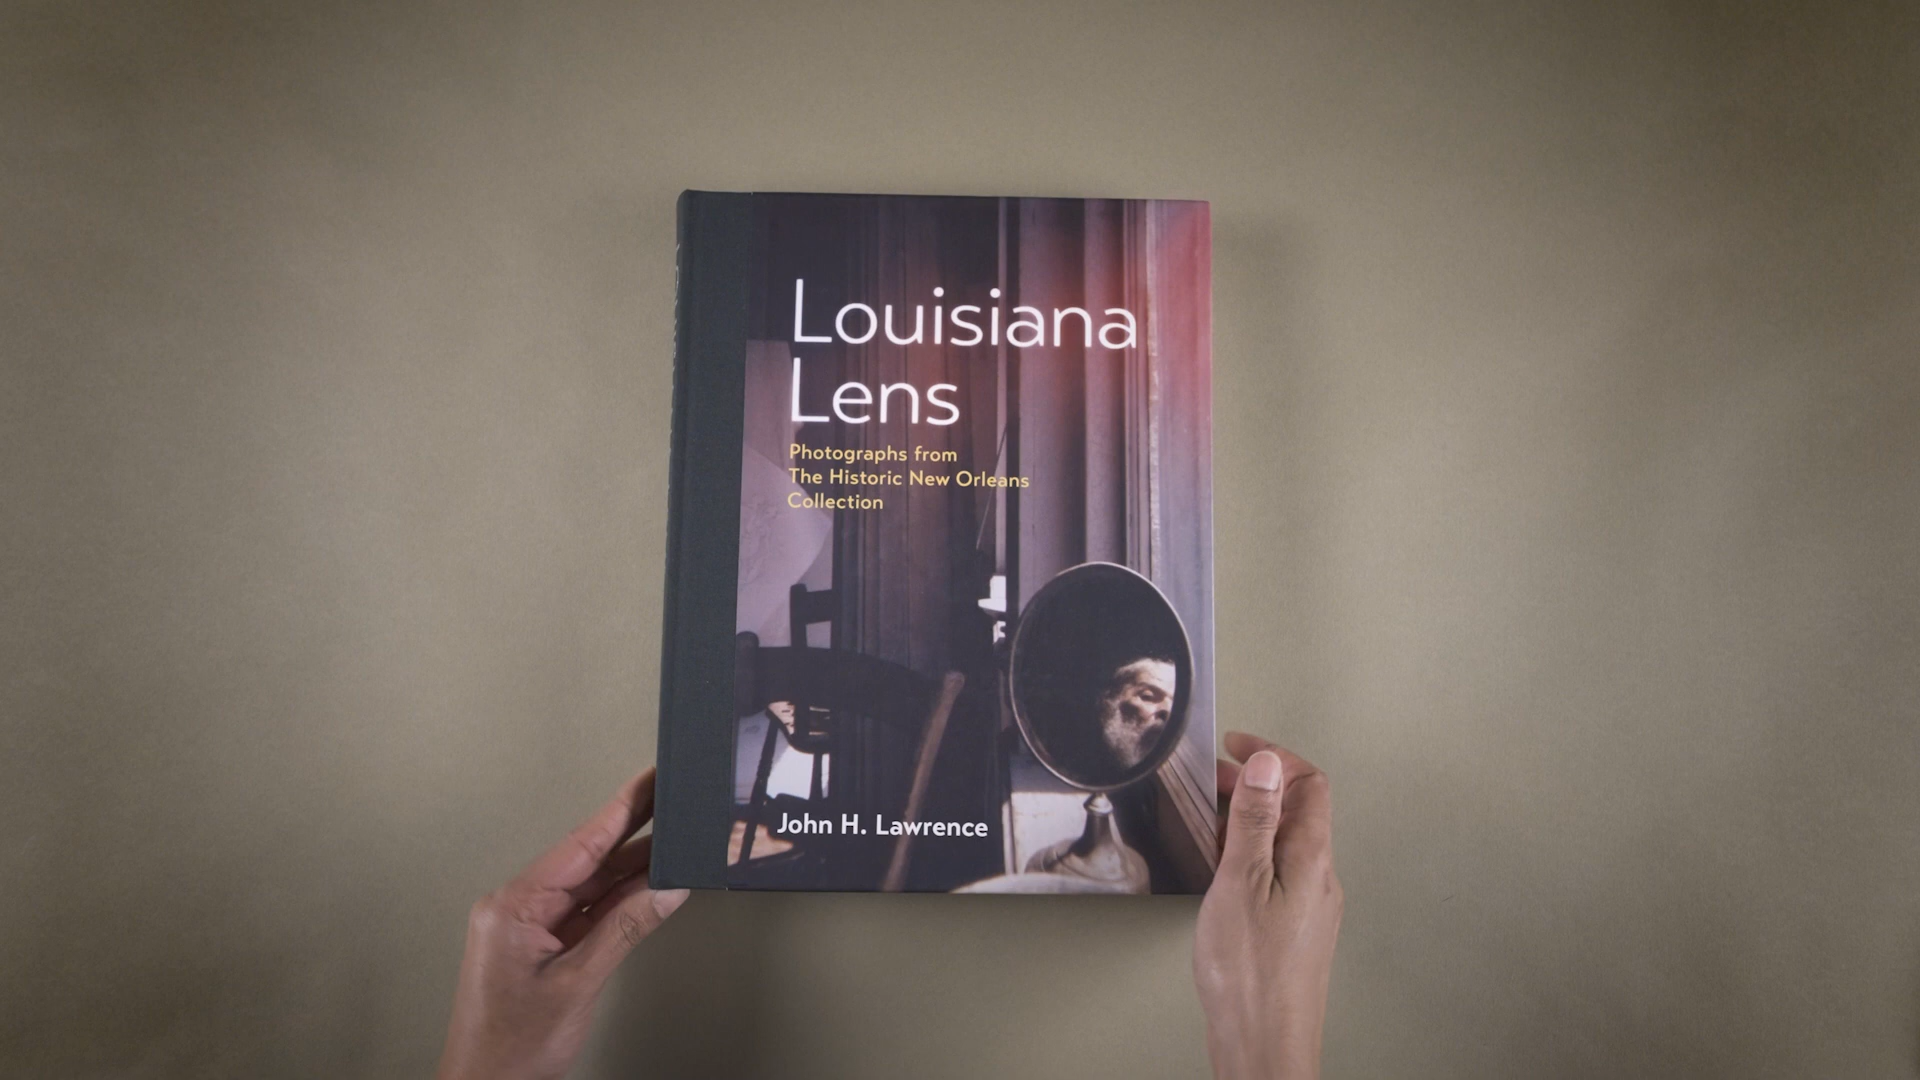 Louisiana
Lens
Photographs from
The Historic New Orleans
Collection
John H. Lawrence